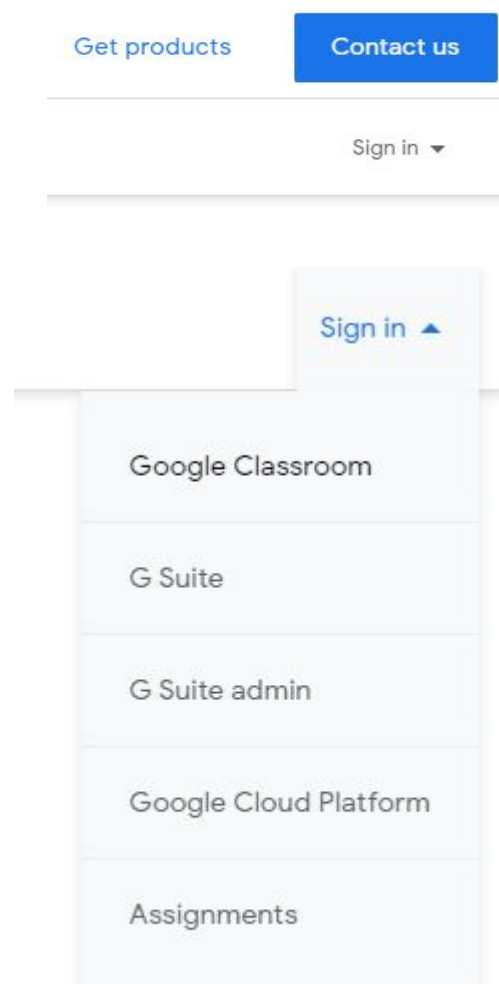 Get products Contact us
Sign in
Sign in
Google Classroom
G Suite
G Suite admin
Google Cloud Platform
Assignments